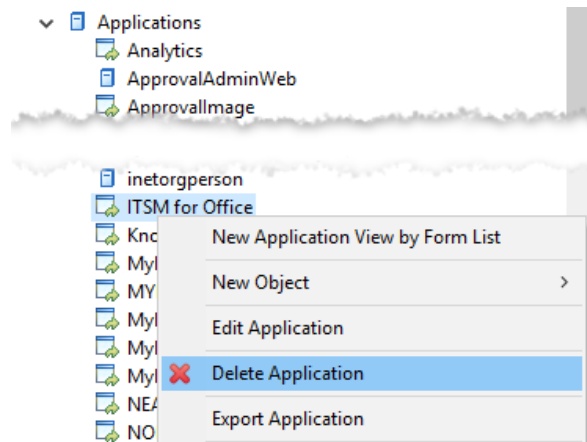 Applications
Analytics
ApprovalAdminWeb
ApprovalImage
inetorgperson
ITSM for Office
New Application View by Form List
New Object
Edit Application
Delete Application
Export Application